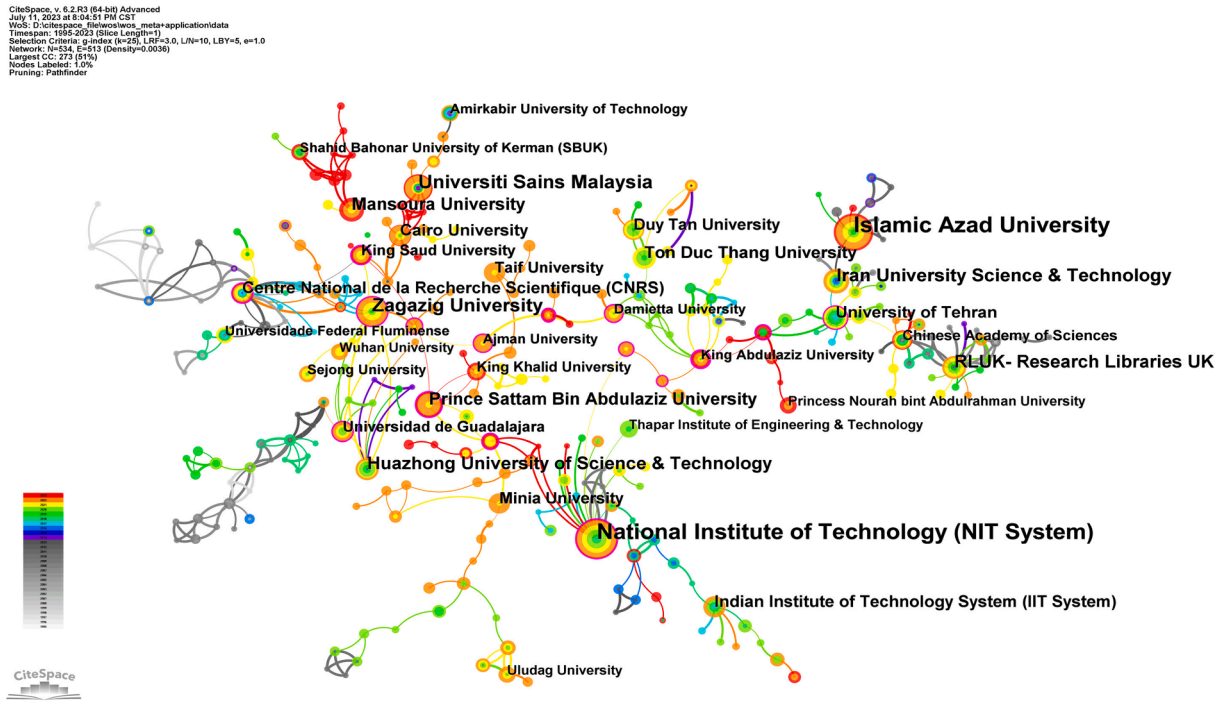 CiteSpace, v. 6.2.R3 (64-bit) Advanced
July 11, 2023 at 8:04:51 PM CST
WoS: D:\citespace_file\wos\wos_meta+application\data
Timespan: 1995-2023 (Slice Length=1)
Selection Criteria: g-index (k=25), LRF=3.0, L/N=10, LBY=5, e=1.0
Network: N=534, E=513 (Density=0.0036)
Largest CC: 273 (51%)
Nodes Labeled: 1.0%
Pruning: Pathfinder
Amirkabir University of Technology
Shahid Bahonar University of Kerman (SBUK)
Universiti Sains Malaysia
Mansoura University
Cairo University
Duy Tan University
Islamic Azad University
King Saud University
Ton Duc Thang University
Taif University
Iran University Science & Technology
Centre National de la Recherche Scientifique (CNRS)
Zagazig University
Damietta University
University of Tehran
Universidade Federal Fluminense
Ajman University
Chinese Academy of Sciences
Wuhan University
King Abdulaziz University
RLUK- Research Libraries UK
Sejong University
King Khalid University
Prince Sattam Bin Abdulaziz University
Princess Nourah bint Abdulrahman University
Universidad de Guadalajara
Thapar Institute of Engineering & Technology
Huazhong University of Science & Technology
Minia University
National Institute of Technology (NIT System)
Indian Institute of Technology System (IIT System)
Uludag University
CiteSpace